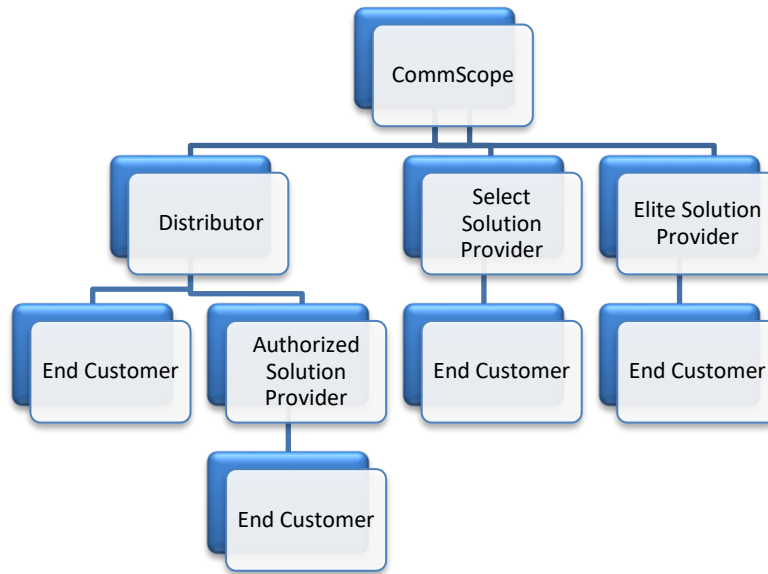 CommScope
Distributor
Select
Solution
Provider
Elite Solution
Provider
End Customer
Authorized
Solution
Provider
End Customer
End Customer
End Customer